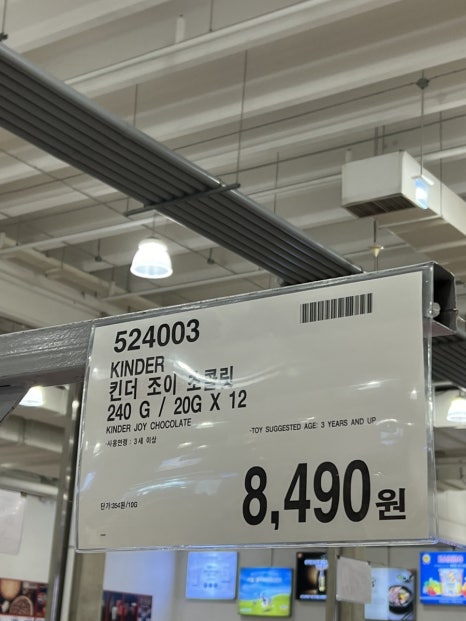 524003
KINDER
킨더 조이 초콜릿
240 G / 20G X 12
KINDER JOY CHOCOLATE
-TOY SUGGESTED AGE: 3 YEARS AND UP
·사용연령 : 3세 이상
단가:354원/10G
8,490원